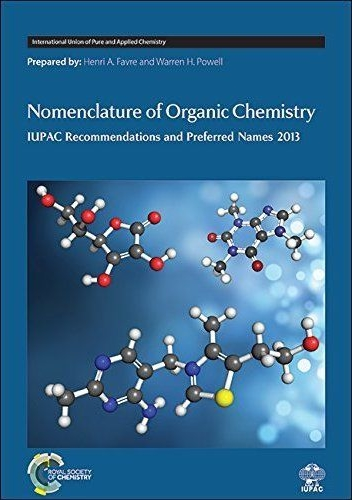 International Union of Pure and Applied Chemistry
Prepared by: Henri A. Favre and Warren H. Powell
Nomenclature of Organic Chemistry
IUPAC Recommendations and Preferred Names 2013
ROYAL SOCIETY
OF CHEMISTRY
IUPAC